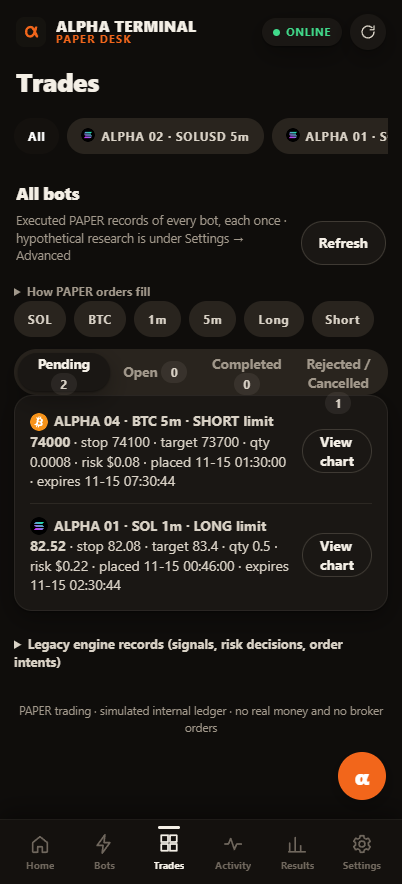 α ALPHA TERMINAL
PAPER DESK
ONLINE
Trades
All
ALPHA 02 · SOLUSD 5m
ALPHA 01 · S
All bots
Executed PAPER records of every bot, each once ·
hypothetical research is under Settings →
Advanced
Refresh
▶ How PAPER orders fill
SOL
BTC
1m
5m
Long
Short
Pending
2
Open 0
Completed
0
Rejected /
Cancelled
1
ALPHA 04 · BTC 5m · SHORT limit
74000 · stop 74100 · target 73700 · qty
0.0008 · risk $0.08 · placed 11-15 01:30:00
· expires 11-15 07:30:44
View
chart
ALPHA 01 · SOL 1m · LONG limit
82.52 · stop 82.08 · target 83.4 · qty 0.5 ·
risk $0.22 · placed 11-15 00:46:00 · expires
11-15 02:30:44
View
chart
▶ Legacy engine records (signals, risk decisions, order
intents)
PAPER trading · simulated internal ledger · no real money and no broker
orders
α
Home
Bots
Trades
Activity
Results
Settings